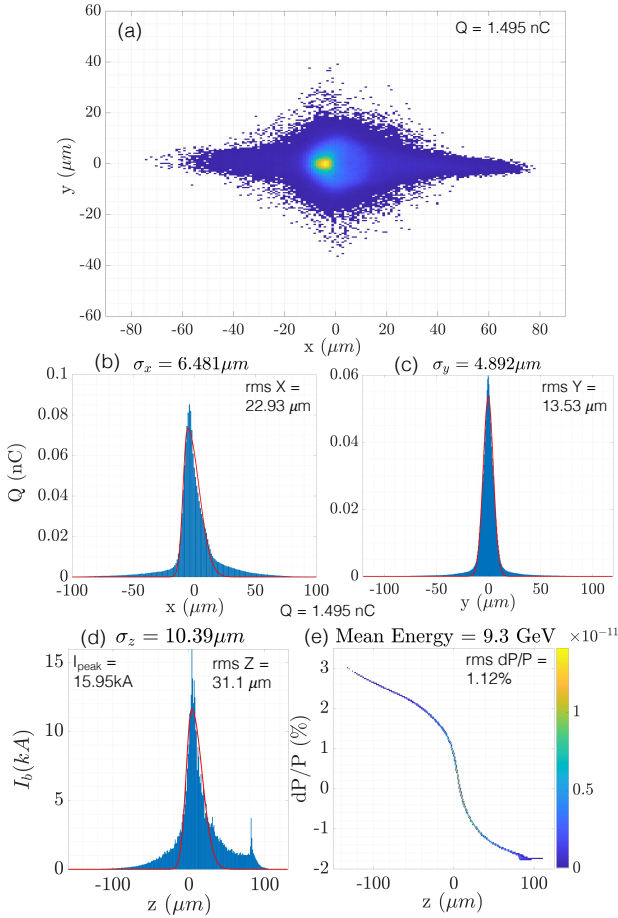 (a)
Q = 1.495 nC
60
40
20
0
-20
-40
-60
y (μm)
-80 -60 -40 -20 0 20 40 60 80
x (μm)
(b) σx = 6.481μm
rms X =
22.93 μm
0.1
0.08
0.06
0.04
0.02
0
Q (nC)
-100 -50 0 50 100
x (μm)
(c) σy = 4.892μm
rms Y =
13.53 μm
0.06
0.04
0.02
0
-100 -50 0 50 100
y (μm)
Q = 1.495 nC
(d) σz = 10.39μm
Ipeak =
15.95kA
rms Z =
31.1 μm
15
10
5
0
Ib(kA)
-100 0 100
z (μm)
(e) Mean Energy = 9.3 GeV
×10-11
rms dP/P =
1.12%
3
2
1
0
-1
-2
dP/P (%)
-100 0 100
z (μm)
1
0.5
0